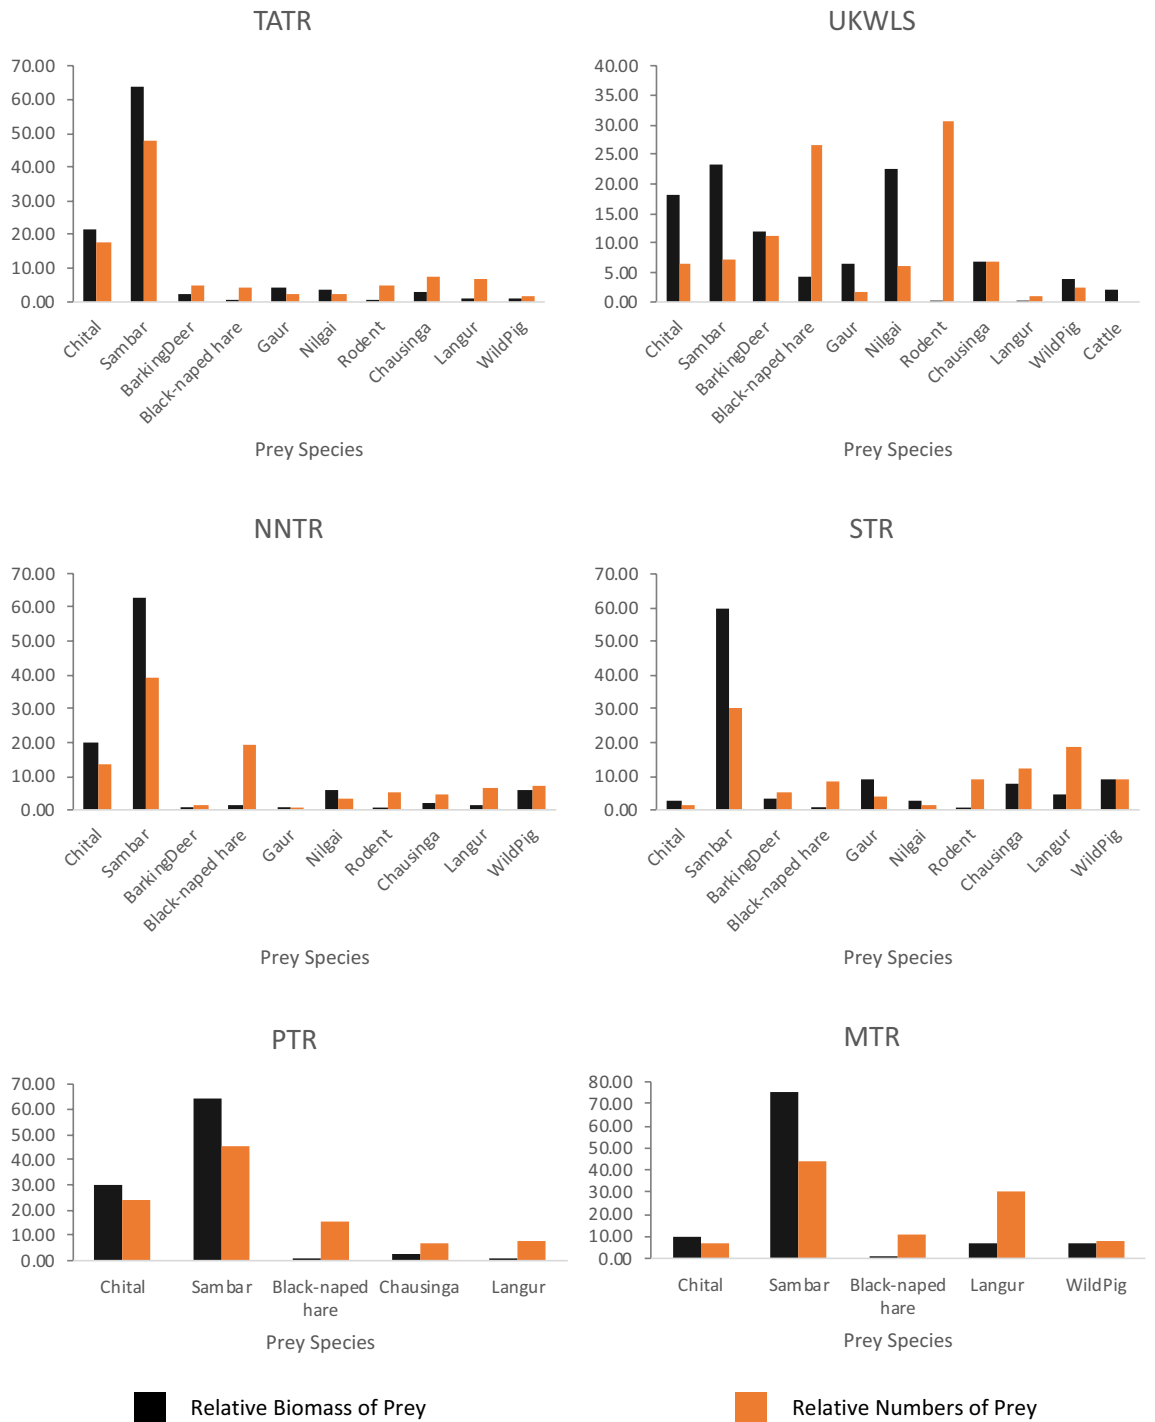 TATR
70.00
60.00
50.00
40.00
30.00
20.00
10.00
0.00
Chital
Sambar
BarkingDeer
Black-naped hare
Gaur
Nilgai
Rodent
Chausinga
Langur
WildPig
Prey Species
UKWLS
40.00
35.00
30.00
25.00
20.00
15.00
10.00
5.00
0.00
Chital
Sambar
BarkingDeer
Black-naped hare
Gaur
Nilgai
Rodent
Chausinga
Langur
WildPig
Cattle
Prey Species
NNTR
70.00
60.00
50.00
40.00
30.00
20.00
10.00
0.00
Chital
Sambar
BarkingDeer
Black-naped hare
Gaur
Nilgai
Rodent
Chausinga
Langur
WildPig
Prey Species
STR
70.00
60.00
50.00
40.00
30.00
20.00
10.00
0.00
Chital
Sambar
BarkingDeer
Black-naped hare
Gaur
Nilgai
Rodent
Chausinga
Langur
WildPig
Prey Species
PTR
70.00
60.00
50.00
40.00
30.00
20.00
10.00
0.00
Chital
Sambar
Black-naped
hare
Chausinga
Langur
Prey Species
MTR
80.00
70.00
60.00
50.00
40.00
30.00
20.00
10.00
0.00
Chital
Sambar
Black-naped
hare
Langur
WildPig
Prey Species
Relative Biomass of Prey
Relative Numbers of Prey